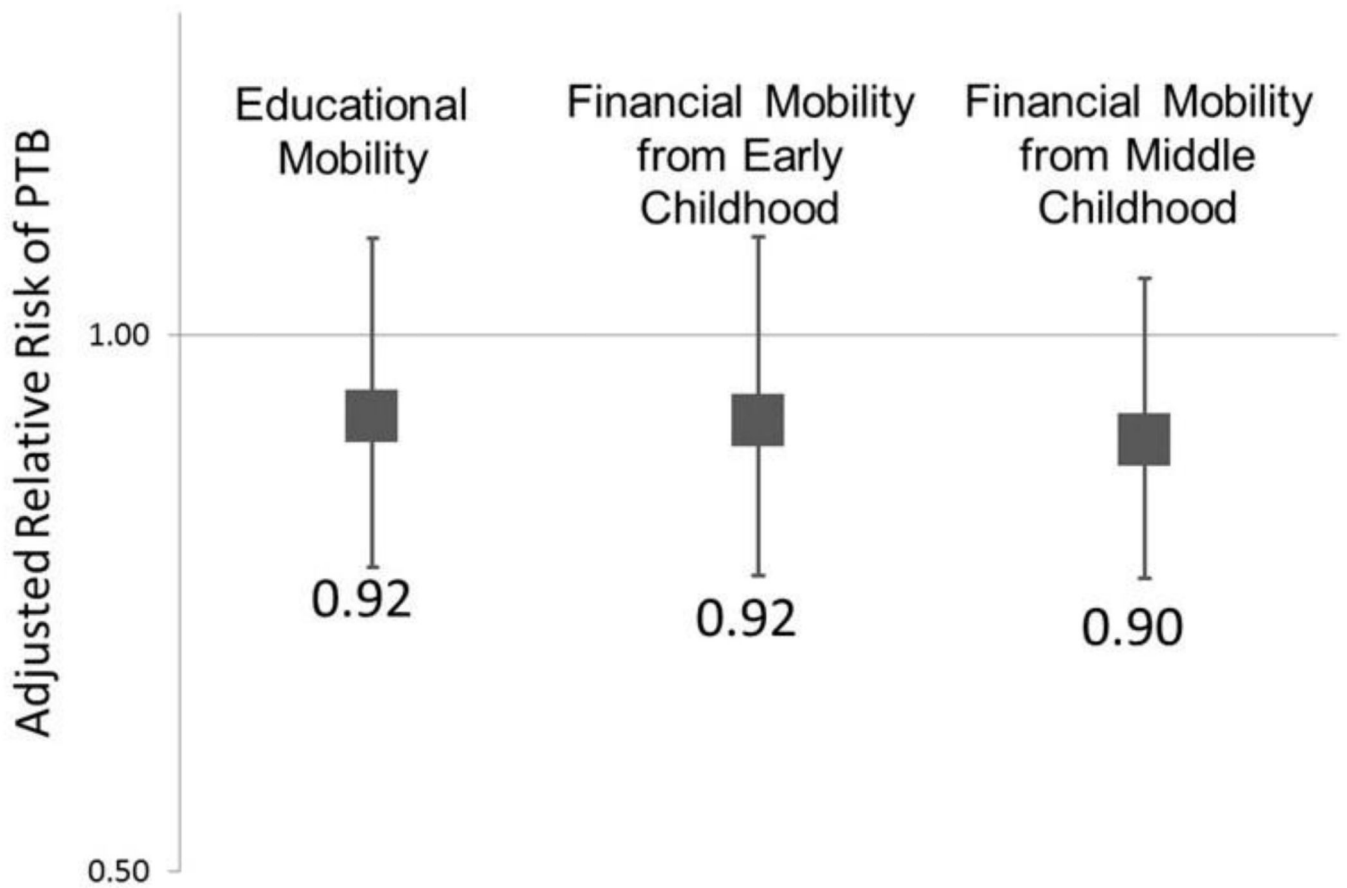 Adjusted Relative Risk of PTB
Educational
Mobility
Financial Mobility
from Early
Childhood
Financial Mobility
from Middle
Childhood
1.00
0.92
0.92
0.90
0.50